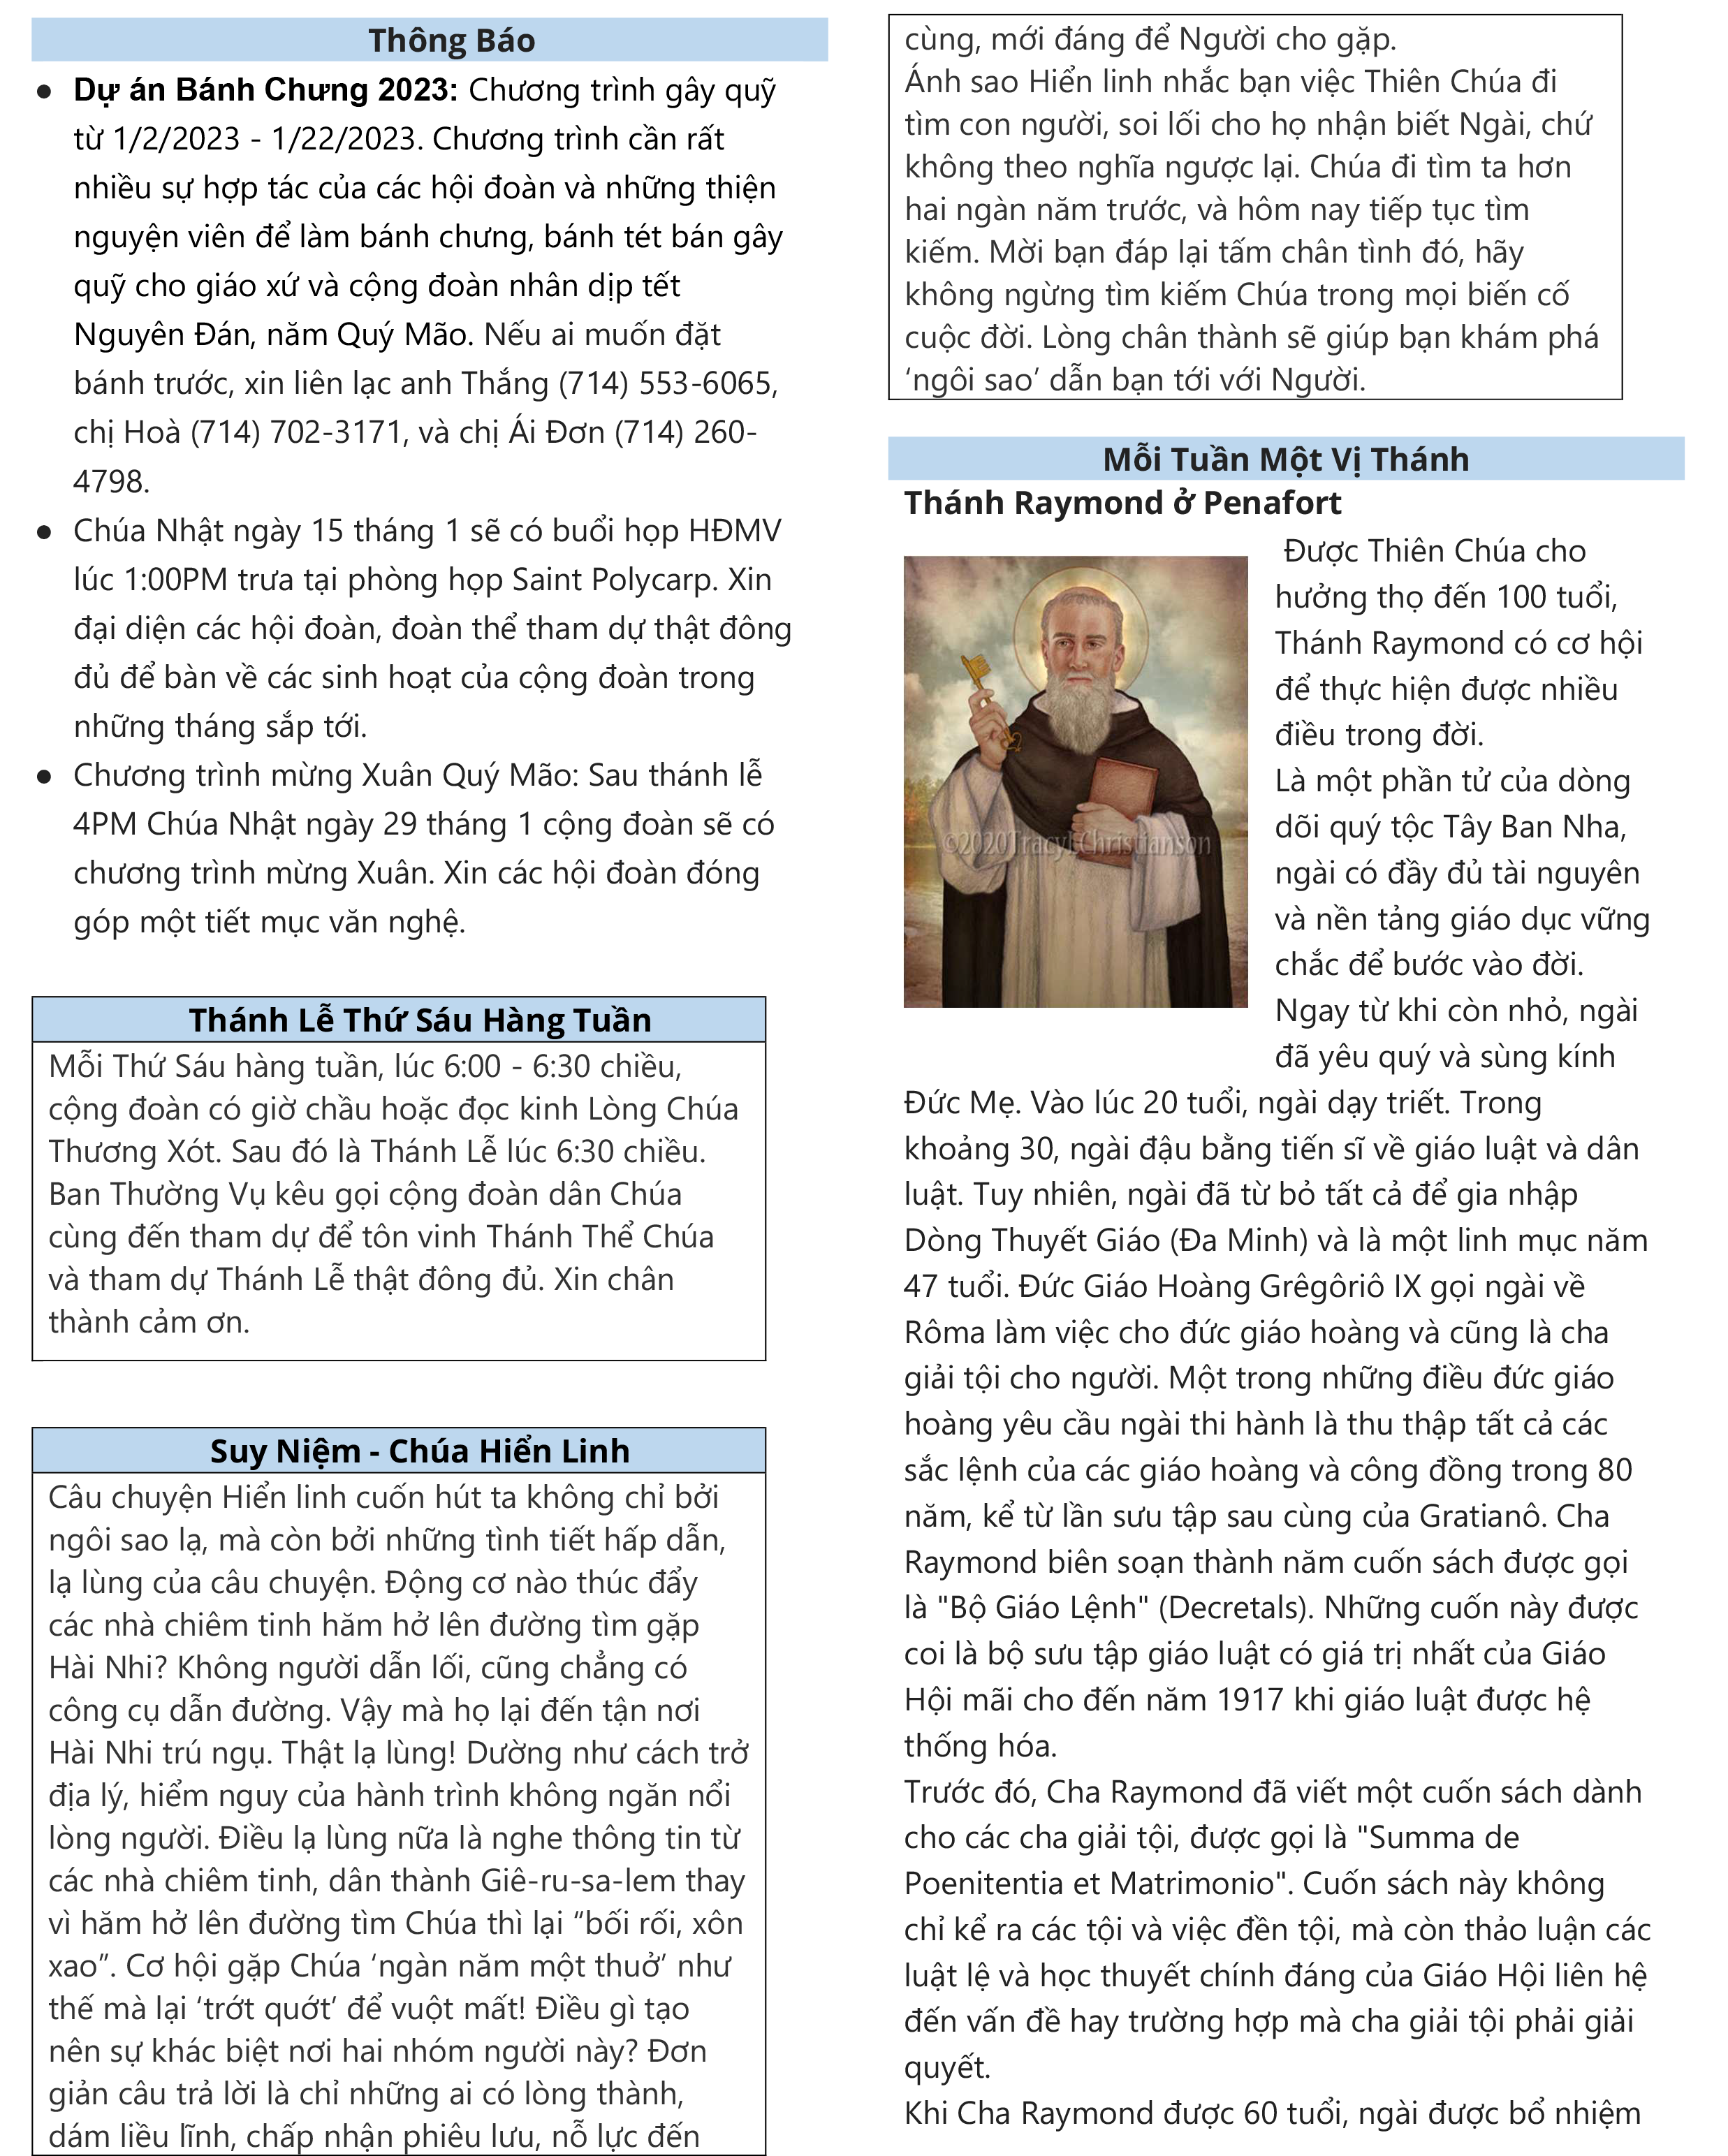 Thông Báo
● Dự án Bánh Chưng 2023: Chương trình gây quỹ
từ 1/2/2023 - 1/22/2023. Chương trình cần rất
nhiều sự hợp tác của các hội đoàn và những thiện
nguyện viên để làm bánh chưng, bánh tét bán gây
quỹ cho giáo xứ và cộng đoàn nhân dịp tết
Nguyên Đán, năm Quý Mão. Nếu ai muốn đặt
bánh trước, xin liên lạc anh Thắng (714) 553-6065,
chị Hoà (714) 702-3171, và chị Ái Đơn (714) 260-
4798.
● Chúa Nhật ngày 15 tháng 1 sẽ có buổi họp HĐMV
lúc 1:00PM trưa tại phòng họp Saint Polycarp. Xin
đại diện các hội đoàn, đoàn thể tham dự thật đông
đủ để bàn về các sinh hoạt của cộng đoàn trong
những tháng sắp tới.
● Chương trình mừng Xuân Quý Mão: Sau thánh lễ
4PM Chúa Nhật ngày 29 tháng 1 cộng đoàn sẽ có
chương trình mừng Xuân. Xin các hội đoàn đóng
góp một tiết mục văn nghệ.
Thánh Lễ Thứ Sáu Hàng Tuần
Mỗi Thứ Sáu hàng tuần, lúc 6:00 - 6:30 chiều,
cộng đoàn có giờ chầu hoặc đọc kinh Lòng Chúa
Thương Xót. Sau đó là Thánh Lễ lúc 6:30 chiều.
Ban Thường Vụ kêu gọi cộng đoàn dân Chúa
cùng đến tham dự để tôn vinh Thánh Thể Chúa
và tham dự Thánh Lễ thật đông đủ. Xin chân
thành cảm ơn.
Suy Niệm - Chúa Hiển Linh
Câu chuyện Hiển linh cuốn hút ta không chỉ bởi
ngôi sao lạ, mà còn bởi những tình tiết hấp dẫn,
lạ lùng của câu chuyện. Động cơ nào thúc đẩy
các nhà chiêm tinh hăm hở lên đường tìm gặp
Hài Nhi? Không người dẫn lối, cũng chẳng có
công cụ dẫn đường. Vậy mà họ lại đến tận nơi
Hài Nhi trú ngụ. Thật lạ lùng! Dường như cách trở
địa lý, hiểm nguy của hành trình không ngăn nổi
lòng người. Điều lạ lùng nữa là nghe thông tin từ
các nhà chiêm tinh, dân thành Giê-ru-sa-lem thay
vì hăm hở lên đường tìm Chúa thì lại “bối rối, xôn
xao”. Cơ hội gặp Chúa ‘ngàn năm một thuở’ như
thế mà lại ‘trớt quớt’ để vuột mất! Điều gì tạo
nên sự khác biệt nơi hai nhóm người này? Đơn
giản câu trả lời là chỉ những ai có lòng thành,
dám liều lĩnh, chấp nhận phiêu lưu, nỗ lực đến
cùng, mới đáng để Người cho gặp.
Ánh sao Hiển linh nhắc bạn việc Thiên Chúa đi
tìm con người, soi lối cho họ nhận biết Ngài, chứ
không theo nghĩa ngược lại. Chúa đi tìm ta hơn
hai ngàn năm trước, và hôm nay tiếp tục tìm
kiếm. Mời bạn đáp lại tấm chân tình đó, hãy
không ngừng tìm kiếm Chúa trong mọi biến cố
cuộc đời. Lòng chân thành sẽ giúp bạn khám phá
‘ngôi sao’ dẫn bạn tới với Người.
Mỗi Tuần Một Vị Thánh
Thánh Raymond ở Penafort
©2020TracyLChristianson
Được Thiên Chúa cho
hưởng thọ đến 100 tuổi,
Thánh Raymond có cơ hội
để thực hiện được nhiều
điều trong đời.
Là một phần tử của dòng
dõi quý tộc Tây Ban Nha,
ngài có đầy đủ tài nguyên
và nền tảng giáo dục vững
chắc để bước vào đời.
Ngay từ khi còn nhỏ, ngài
đã yêu quý và sùng kính
Đức Mẹ. Vào lúc 20 tuổi, ngài dạy triết. Trong
khoảng 30, ngài đậu bằng tiến sĩ về giáo luật và dân
luật. Tuy nhiên, ngài đã từ bỏ tất cả để gia nhập
Dòng Thuyết Giáo (Đa Minh) và là một linh mục năm
47 tuổi. Đức Giáo Hoàng Grêgôriô IX gọi ngài về
Rôma làm việc cho đức giáo hoàng và cũng là cha
giải tội cho người. Một trong những điều đức giáo
hoàng yêu cầu ngài thi hành là thu thập tất cả các
sắc lệnh của các giáo hoàng và công đồng trong 80
năm, kể từ lần sưu tập sau cùng của Gratianô. Cha
Raymond biên soạn thành năm cuốn sách được gọi
là "Bộ Giáo Lệnh" (Decretals). Những cuốn này được
coi là bộ sưu tập giáo luật có giá trị nhất của Giáo
Hội mãi cho đến năm 1917 khi giáo luật được hệ
thống hóa.
Trước đó, Cha Raymond đã viết một cuốn sách dành
cho các cha giải tội, được gọi là "Summa de
Poenitentia et Matrimonio". Cuốn sách này không
chỉ kể ra các tội và việc đền tội, mà còn thảo luận các
luật lệ và học thuyết chính đáng của Giáo Hội liên hệ
đến vấn đề hay trường hợp mà cha giải tội phải giải
quyết.
Khi Cha Raymond được 60 tuổi, ngài được bổ nhiệm